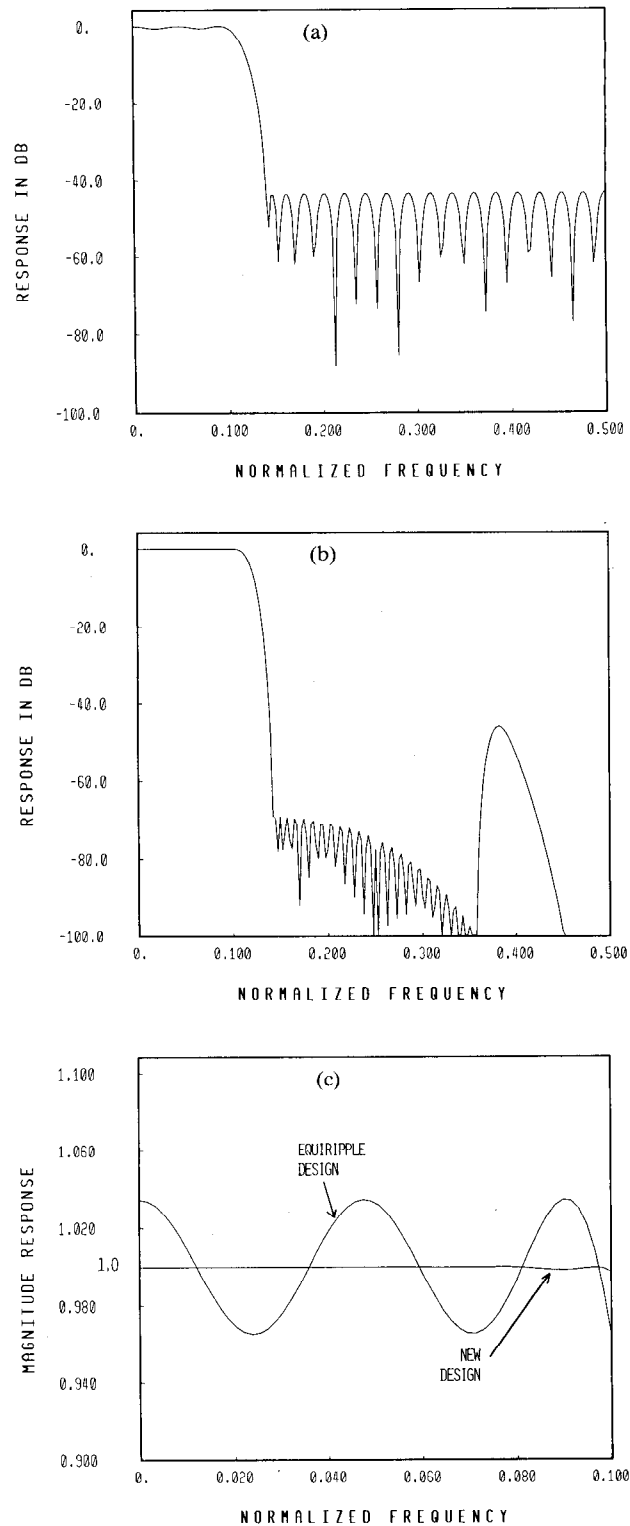 (a)
0.
-20.0
-40.0
-60.0
-80.0
-100.0
RESPONSE IN DB
0. 0.100 0.200 0.300 0.400 0.500
NORMALIZED FREQUENCY
(b)
0.
-20.0
-40.0
-60.0
-80.0
-100.0
RESPONSE IN DB
0. 0.100 0.200 0.300 0.400 0.500
NORMALIZED FREQUENCY
(c)
1.100
1.060
1.020
1.0
0.980
0.940
0.900
MAGNITUDE RESPONSE
EQUIRIPPLE
DESIGN
NEW
DESIGN
0. 0.020 0.040 0.060 0.080 0.100
NORMALIZED FREQUENCY